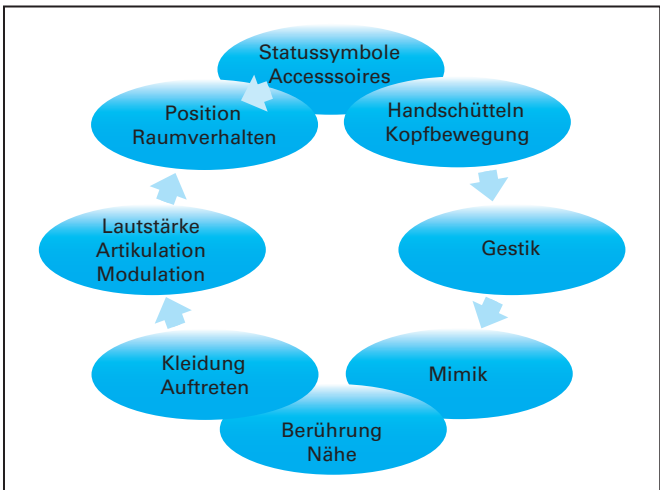 Statussymbole
Accesssoires
Handschütteln
Kopfbewegung
Gestik
Mimik
Berührung
Nähe
Kleidung
Auftreten
Lautstärke
Artikulation
Modulation
Position
Raumverhalten